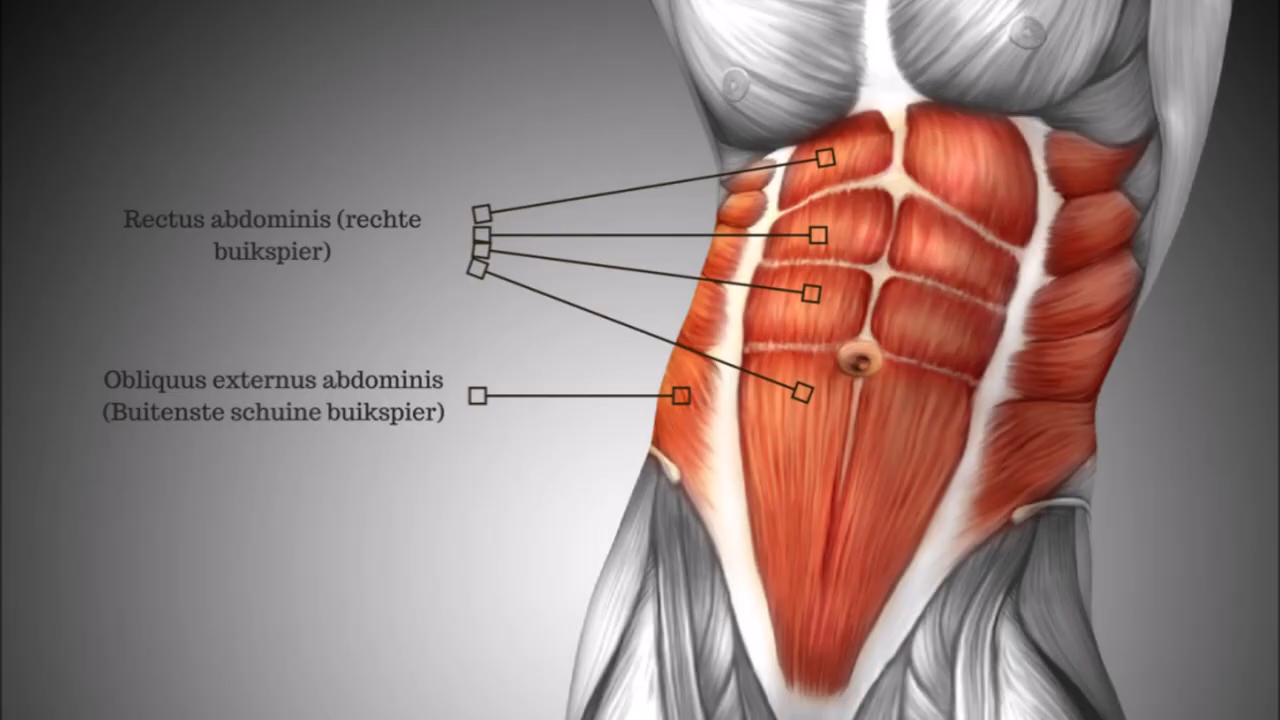 Rectus abdominis (rechte
buikspier)
Obliquus externus abdominis
(Buitenste schuine buikspier)